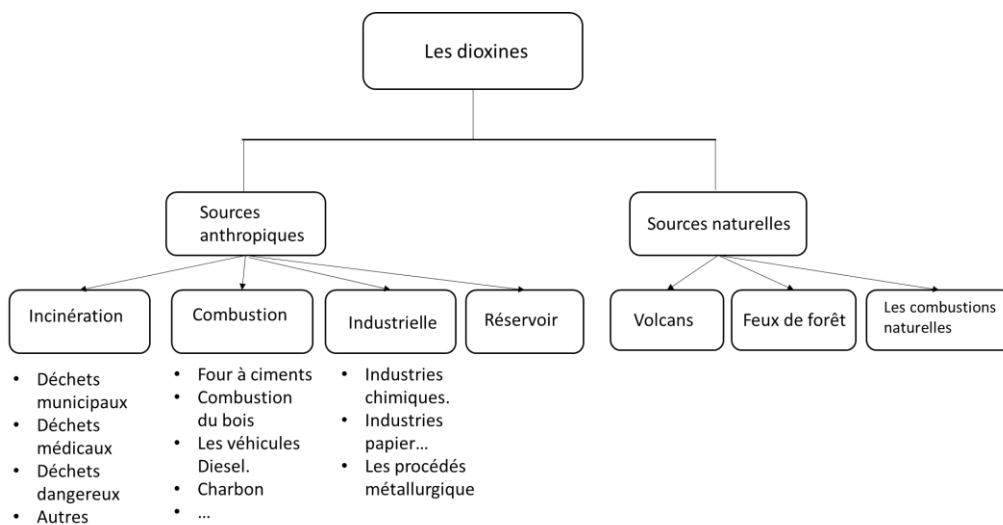 Les dioxines
Sources
anthropiques
Sources naturelles
Incinération
Combustion
Industrielle
Réservoir
Volcans
Feux de forêt
Les combustions
naturelles
• Déchets
municipaux
• Déchets
médicaux
• Déchets
dangereux
• Autres
• Four à ciments
• Combustion
du bois
• Les véhicules
Diesel.
• Charbon
• ...
• Industries
chimiques.
• Industries
papier...
• Les procédés
métallurgique